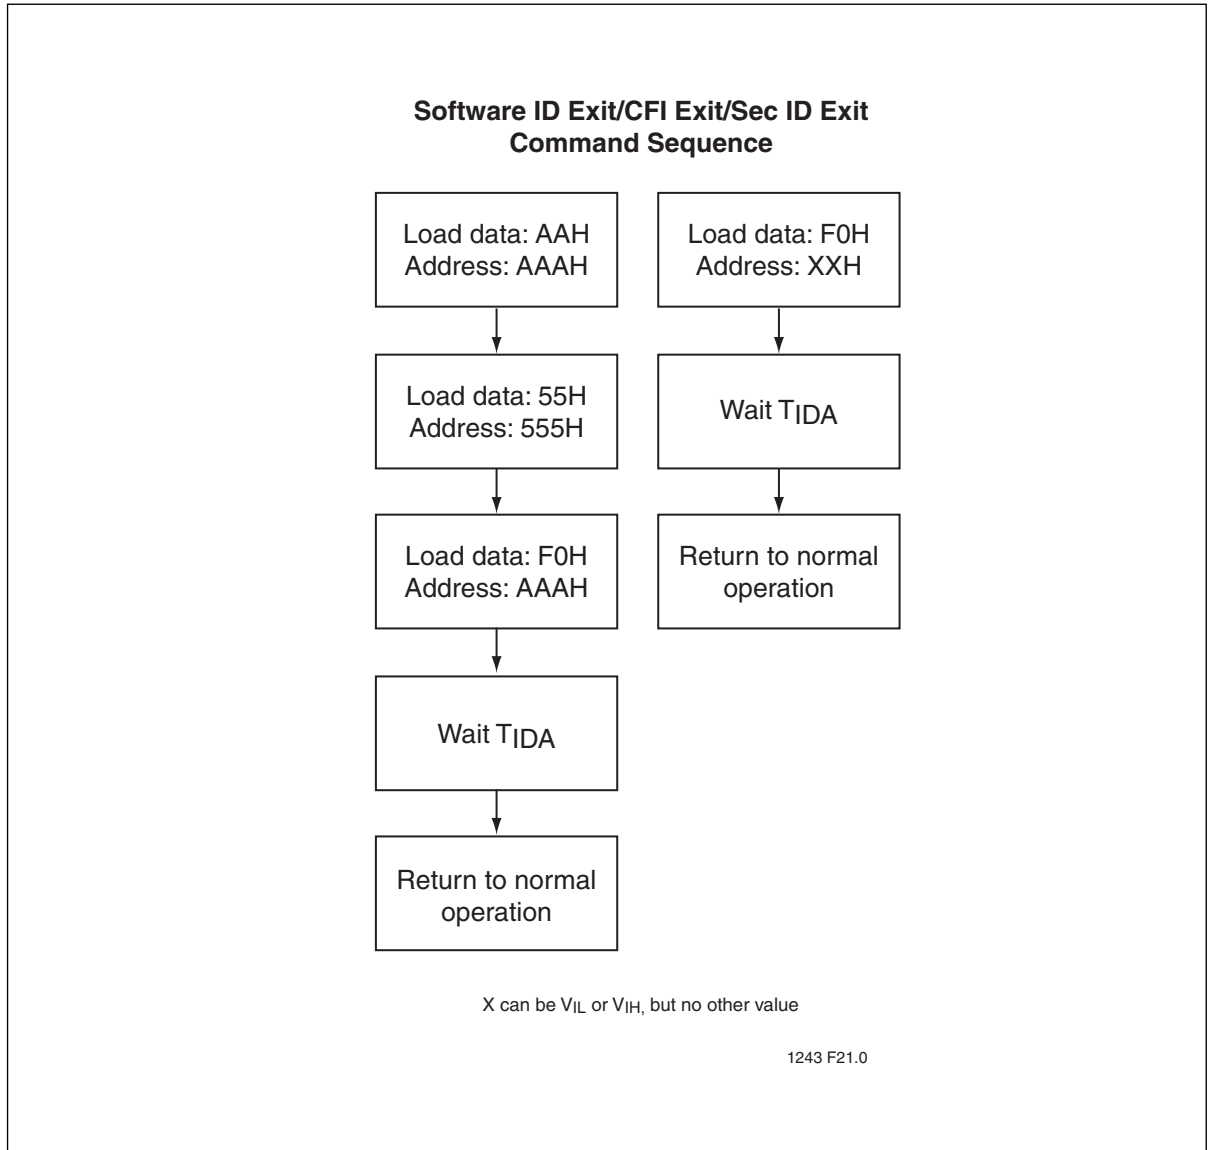 Software ID Exit/CFI Exit/Sec ID Exit
Command Sequence
Load data: AAH
Address: AAAH
Load data: 55H
Address: 555H
Load data: F0H
Address: AAAH
Wait TIDA
Return to normal
operation
Load data: F0H
Address: XXH
Wait TIDA
Return to normal
operation
X can be VIL or VIH, but no other value
1243 F21.0